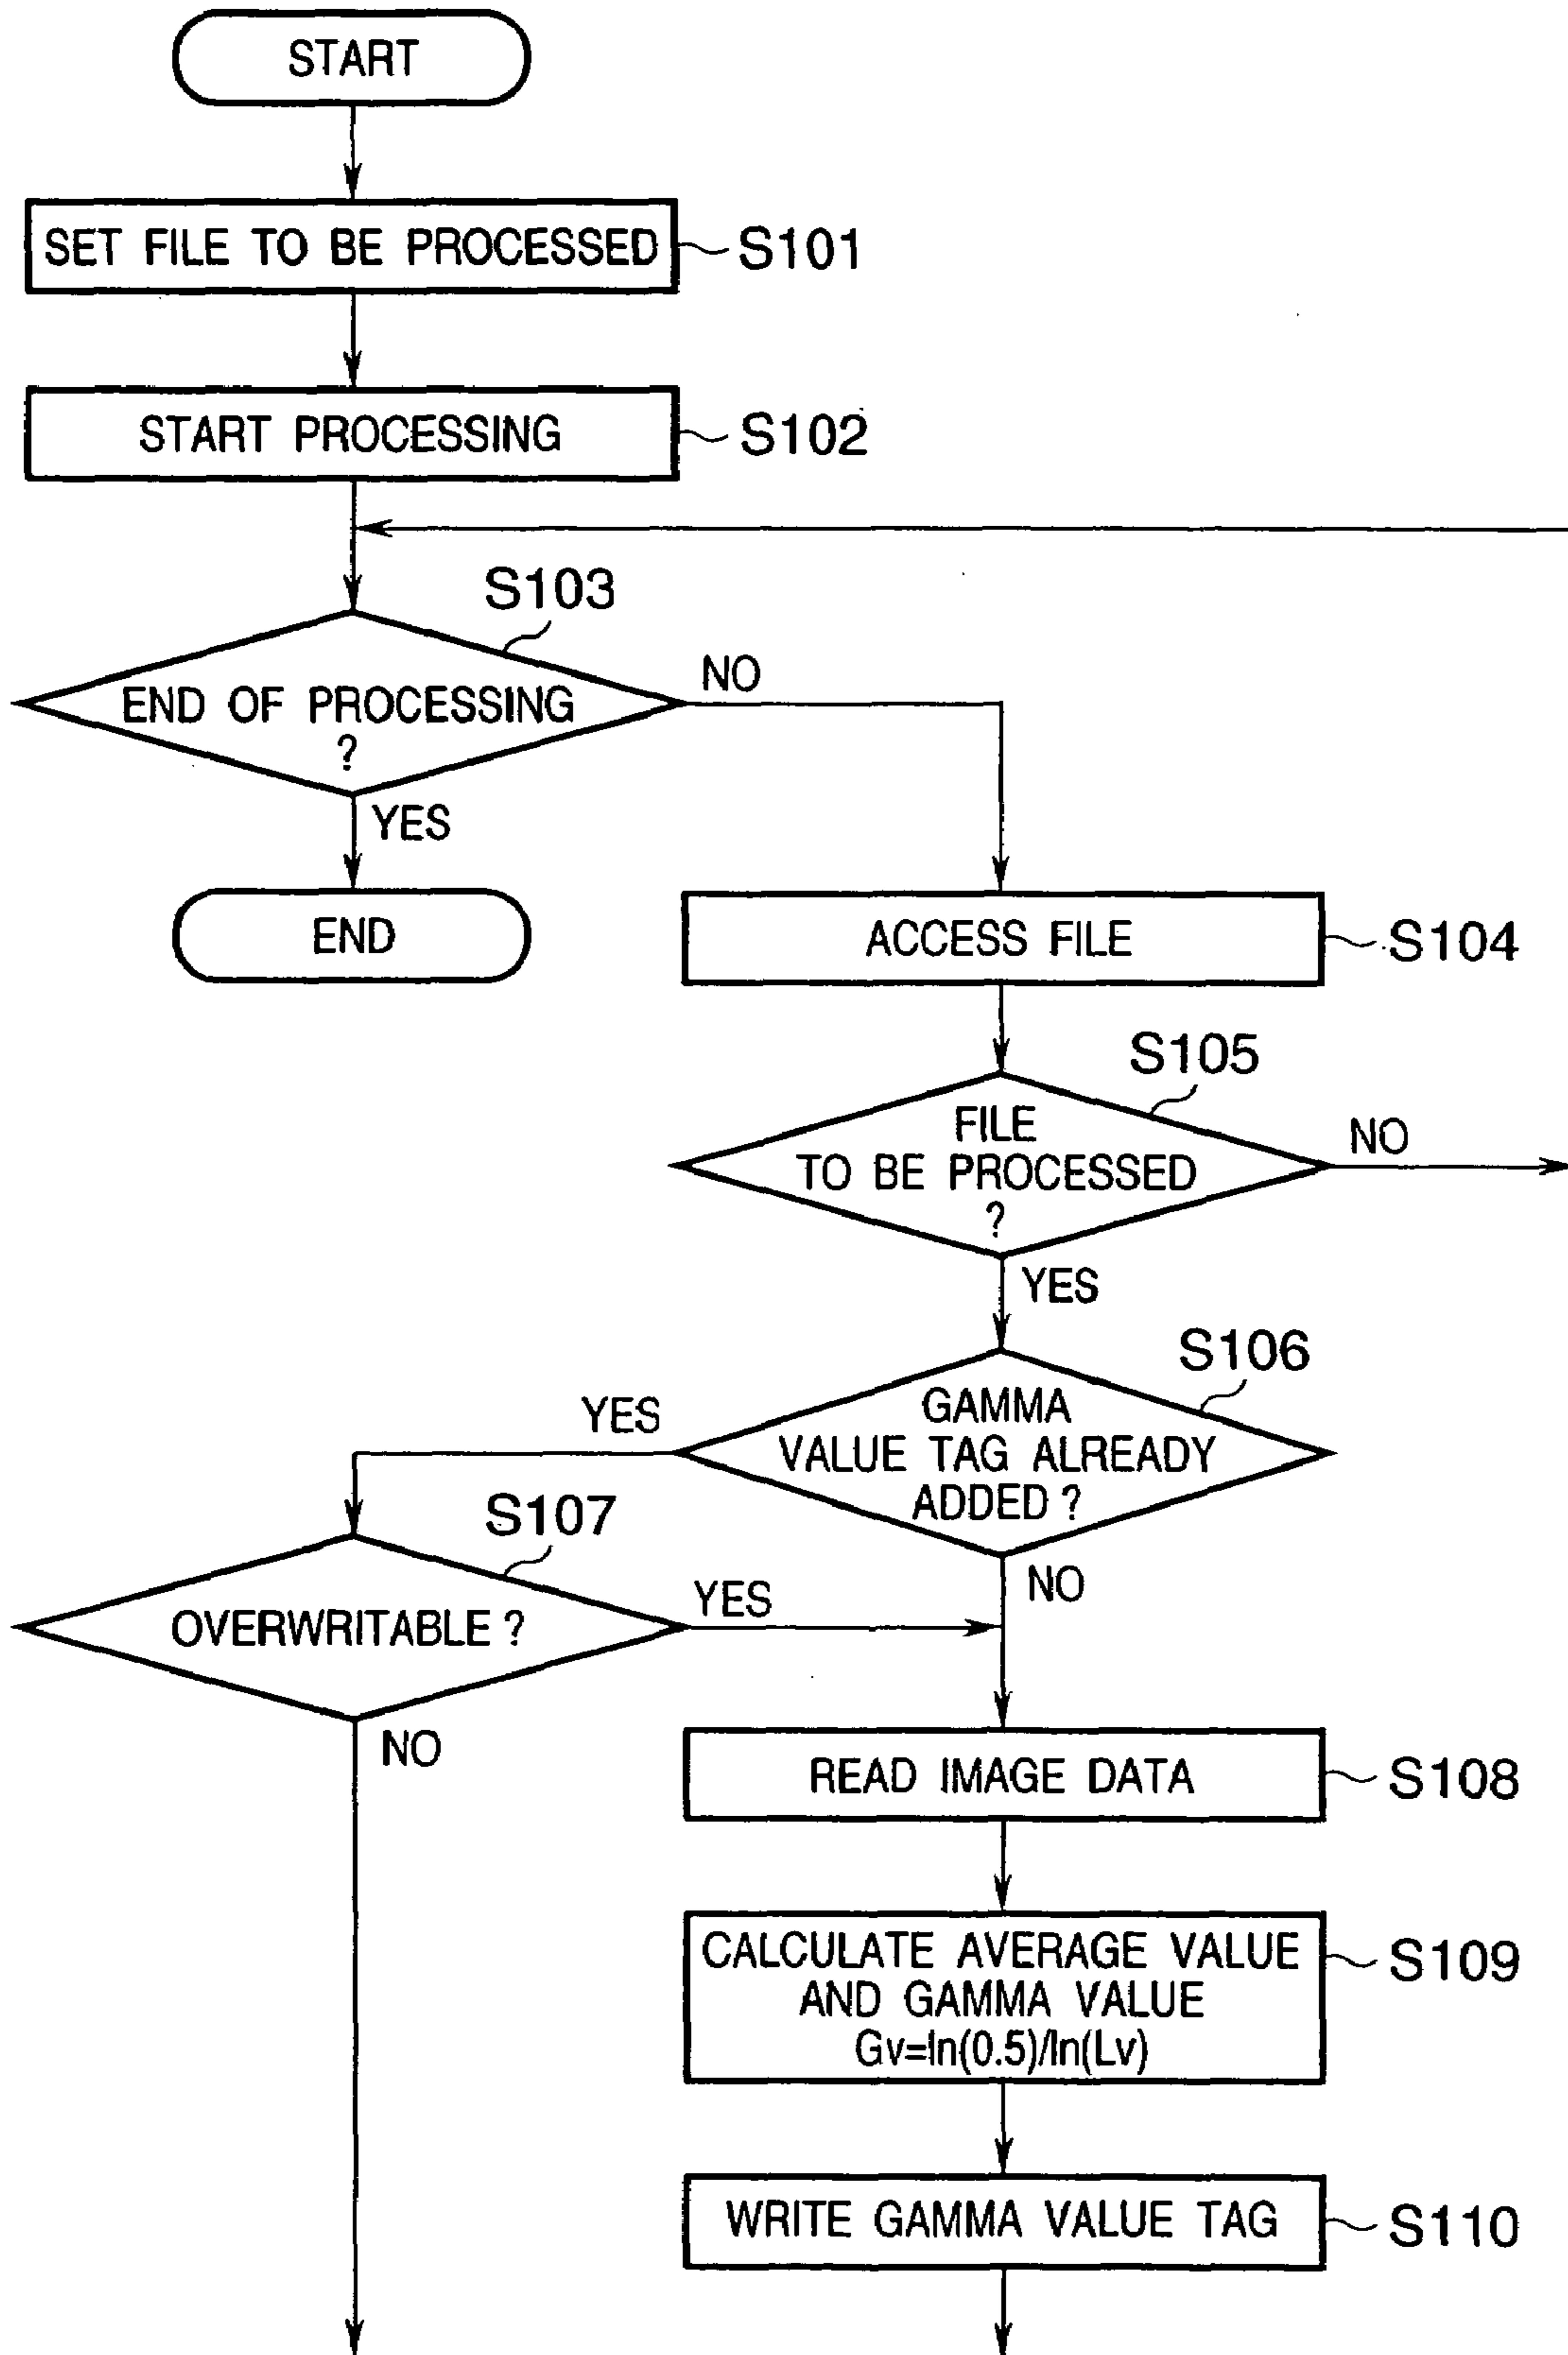 START
SET FILE TO BE PROCESSED
S101
START PROCESSING
S102
S103
END OF PROCESSING
?
NO
YES
END
ACCESS FILE
S104
S105
FILE
TO BE PROCESSED
?
NO
YES
S106
GAMMA
VALUE TAG ALREADY
ADDED ?
YES
NO
S107
OVERWRITABLE ?
YES
NO
READ IMAGE DATA
S108
CALCULATE AVERAGE VALUE
AND GAMMA VALUE
Gv=ln(0.5)/ln(Lv)
S109
WRITE GAMMA VALUE TAG
S110